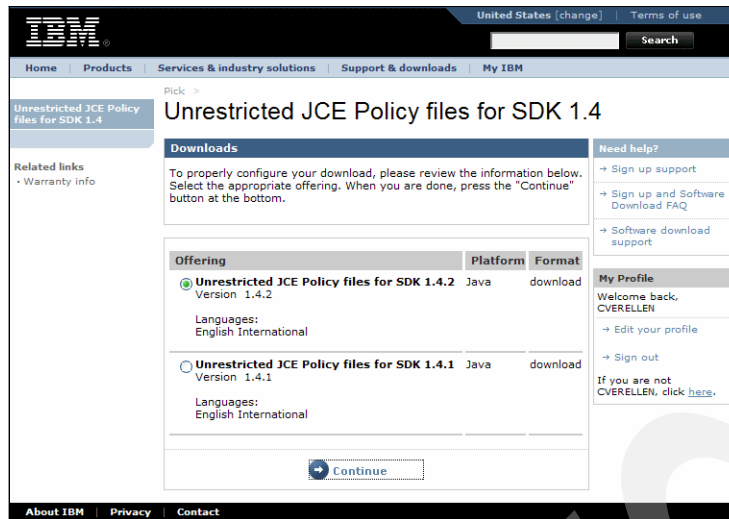 United States [change] | Terms of use
IBM®
Search
Home | Products | Services & industry solutions | Support & downloads | My IBM
Pick >
Unrestricted JCE Policy files for SDK 1.4
Unrestricted JCE Policy
files for SDK 1.4
Related links
· Warranty info
Downloads
To properly configure your download, please review the information below.
Select the appropriate offering. When you are done, press the "Continue"
button at the bottom.
Offering Platform Format
Unrestricted JCE Policy files for SDK 1.4.2 Java download
Version 1.4.2
Languages:
English International
Unrestricted JCE Policy files for SDK 1.4.1 Java download
Version 1.4.1
Languages:
English International
Continue
Need help?
→ Sign up support
→ Sign up and Software
Download FAQ
→ Software download
support
My Profile
Welcome back,
CVERELLEN
→ Edit your profile
→ Sign out
If you are not
CVERELLEN, click here.
About IBM | Privacy | Contact